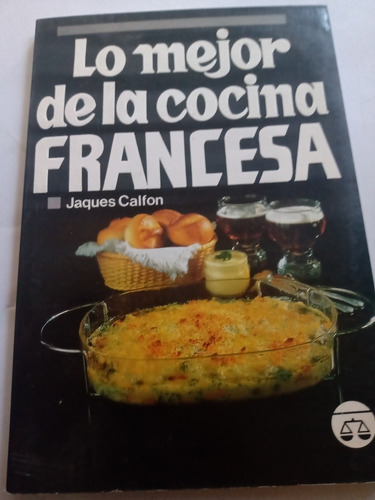 Lo mejor
de la cocina
FRANCESA
Jaques Calfon